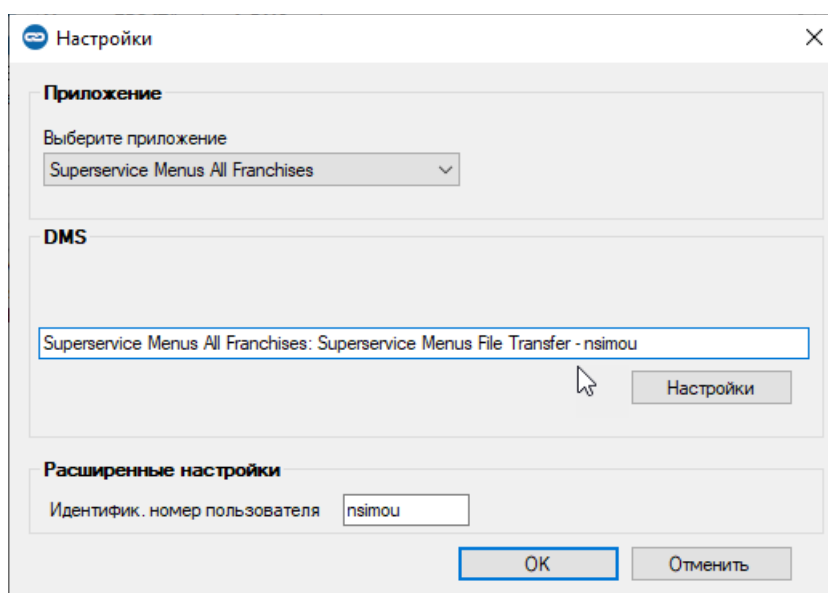 Настройки
Приложение
Выберите приложение
Superservice Menus All Franchises
DMS
Superservice Menus All Franchises: Superservice Menus File Transfer - nsimou
Настройки
Расширенные настройки
Идентифик. номер пользователя nsimou
OK Отменить